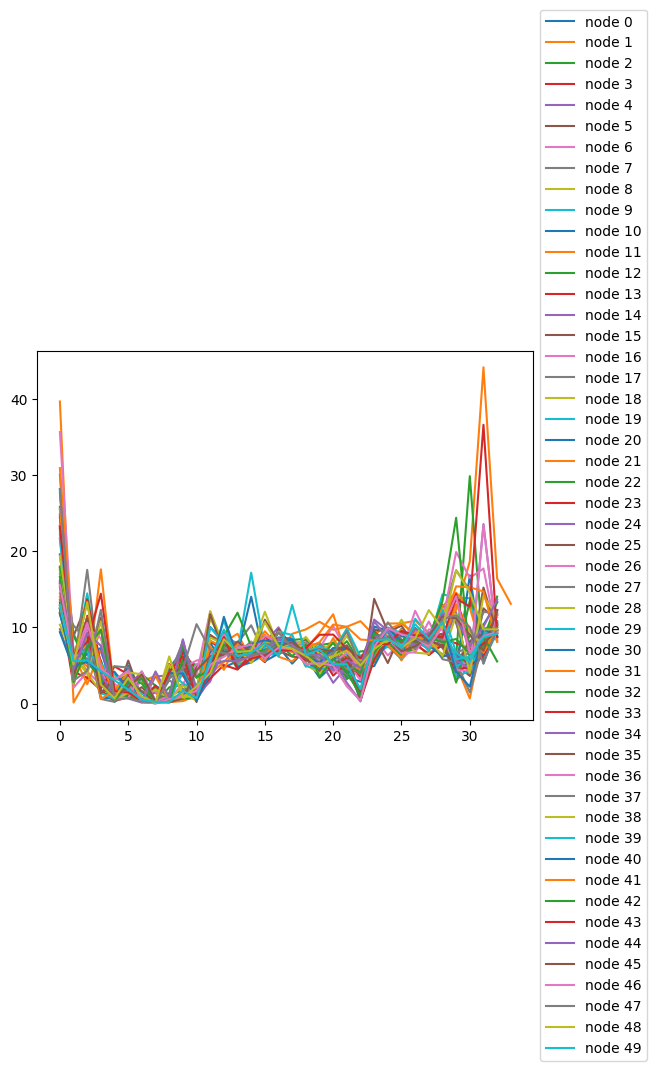 node 0
node 1
node 2
node 3
node 4
node 5
node 6
node 7
node 8
node 9
node 10
node 11
node 12
node 13
node 14
node 15
node 16
node 17
node 18
node 19
node 20
node 21
node 22
node 23
node 24
node 25
node 26
node 27
node 28
node 29
node 30
node 31
node 32
node 33
node 34
node 35
node 36
node 37
node 38
node 39
node 40
node 41
node 42
node 43
node 44
node 45
node 46
node 47
node 48
node 49
40
30
20
10
0
0 5 10 15 20 25 30